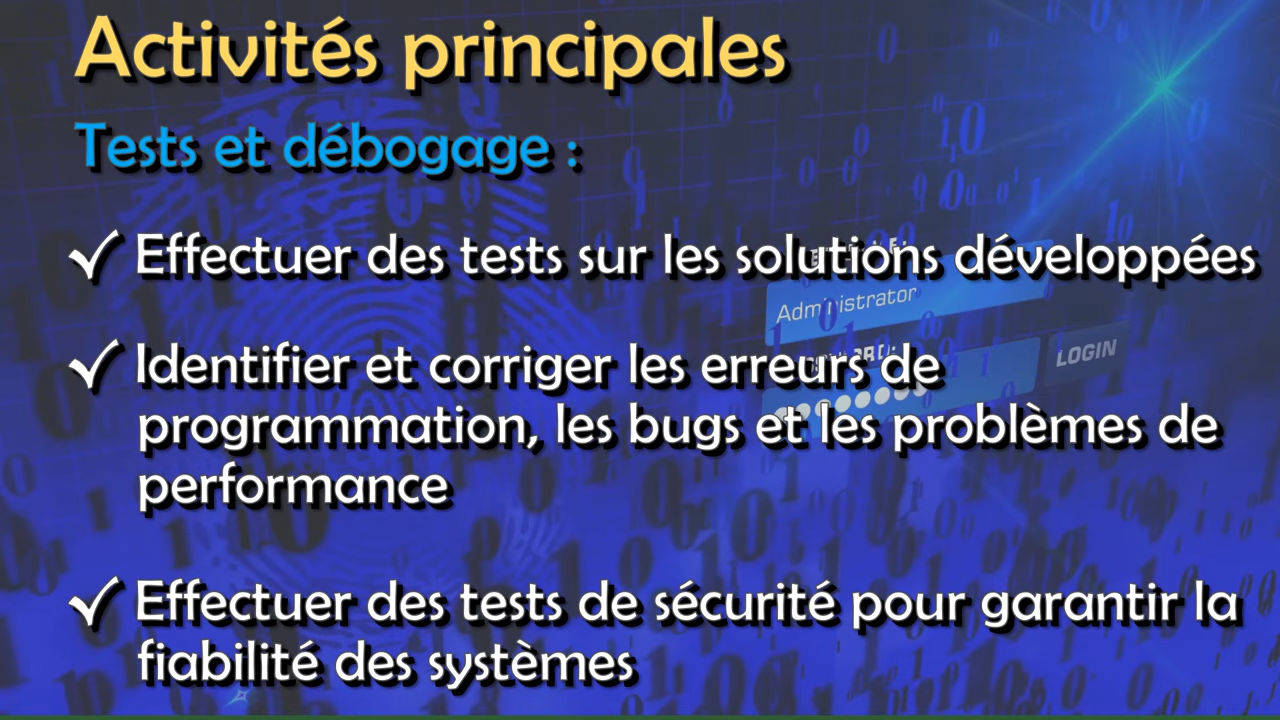 Activités principales
Tests et débogage :
✓ Effectuer des tests sur les solutions développées
Administrator
✓ Identifier et corriger les erreurs de
LOGIN
programmation, les bugs et les problèmes de
performance
✓ Effectuer des tests de sécurité pour garantir la
fiabilité des systèmes